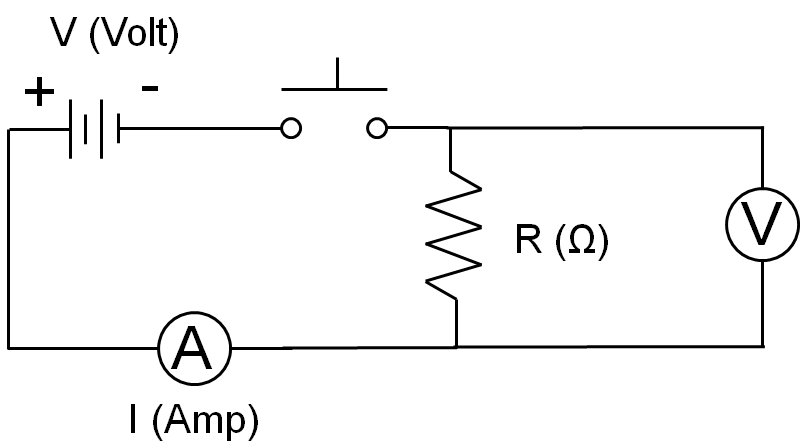 V (Volt)
+ -
R (Ω)
V
A
I (Amp)